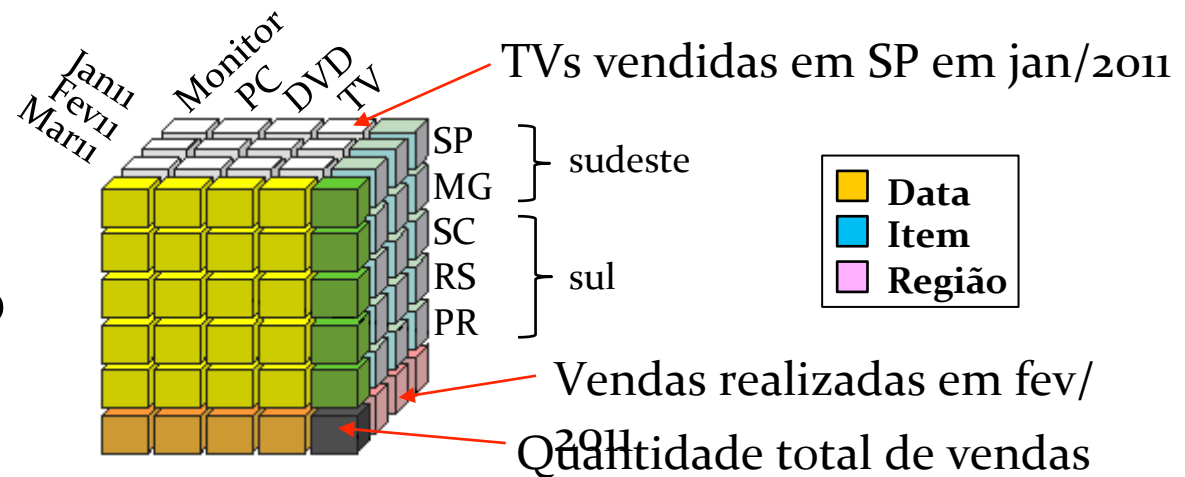 Jan11
Fev11
Mar11
Monitor
PC
DVD
TV
TVs vendidas em SP em jan/2011
SP
MG
SC
RS
PR
sudeste
sul
Data
Item
Região
Vendas realizadas em fev/
2011
Quantidade total de vendas